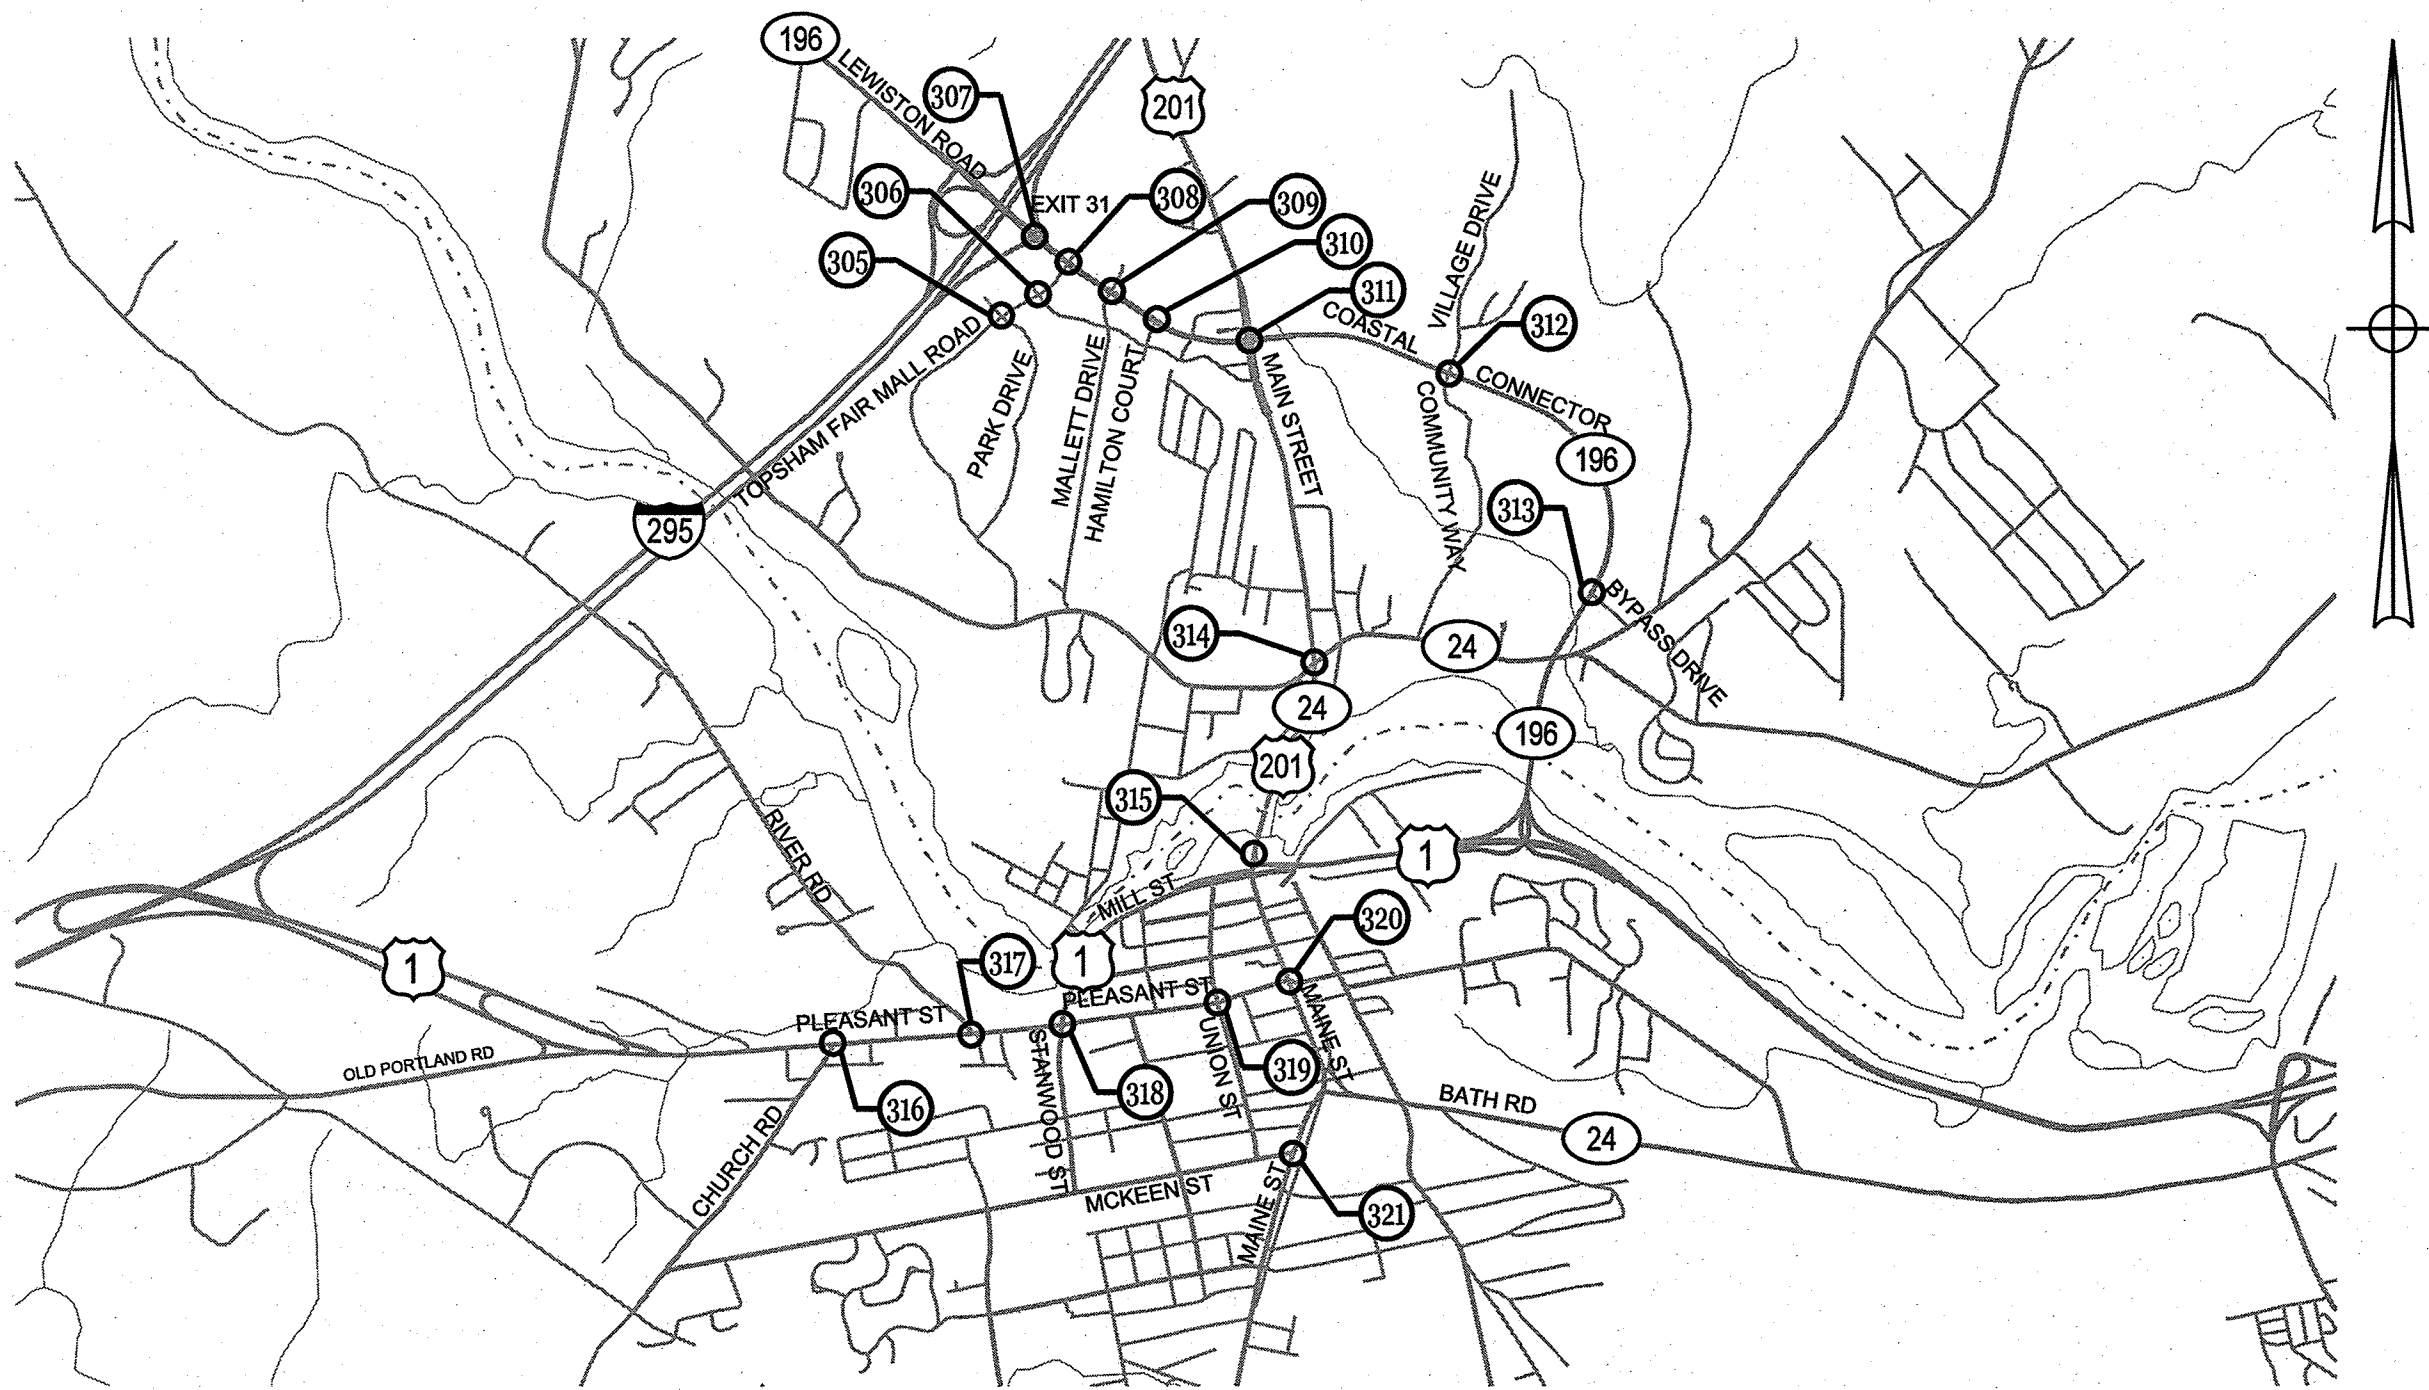 196
LEWISTON ROAD
307
201
306
EXIT 31
308
309
305
310
311
VILLAGE DRIVE
312
COASTAL
CONNECTOR
196
TOPSHAM FAIR MALL ROAD
PARK DRIVE
MALLETT DRIVE
HAMILTON COURT
MAIN STREET
COMMUNITY WAY
295
313
BYPASS DRIVE
314
24
24
196
201
315
1
RIVER RD
MILL ST
320
1
317
1
PLEASANT ST
PLEASANT ST
OLD PORTLAND RD
STANWOOD ST
UNION ST
MAINE ST
319
318
316
BATH RD
24
CHURCH RD
MCKEEN ST
MAINE ST
321